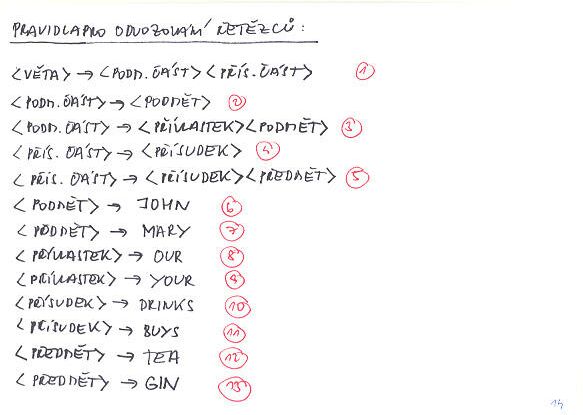 PRAVIDLA PRO ODVOZOVÁNÍ ŘETĚZCŮ:
<VĚTA> → <PODM. ČÁST><PŘÍS. ČÁST> 1
<PODM. ČÁST> → <PODMĚT> 2
<PODM. ČÁST> → <PŘÍVLASTEK><PODMĚT> 3
<PŘÍS. ČÁST> → <PŘÍSUDEK> 4
<PŘÍS. ČÁST> → <PŘÍSUDEK><PŘEDMĚT> 5
<PODMĚT> → JOHN 6
<PODMĚT> → MARY 7
<PŘÍVLASTEK> → OUR 8
<PŘÍVLASTEK> → YOUR 9
<PŘÍSUDEK> → DRINKS 10
<PŘÍSUDEK> → BUYS 11
<PŘEDMĚT> → TEA 12
<PŘEDMĚT> → GIN 13
14